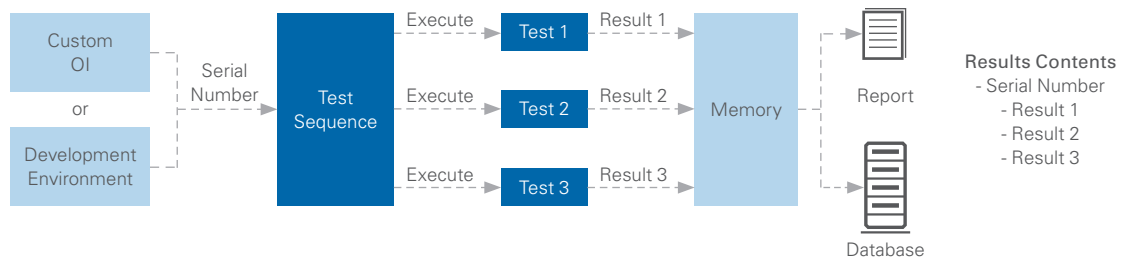 Custom
OI
or
Development
Environment
Serial
Number
Test
Sequence
Execute
Execute
Execute
Test 1
Test 2
Test 3
Result 1
Result 2
Result 3
Memory
Report
Database
Results Contents
- Serial Number
- Result 1
- Result 2
- Result 3